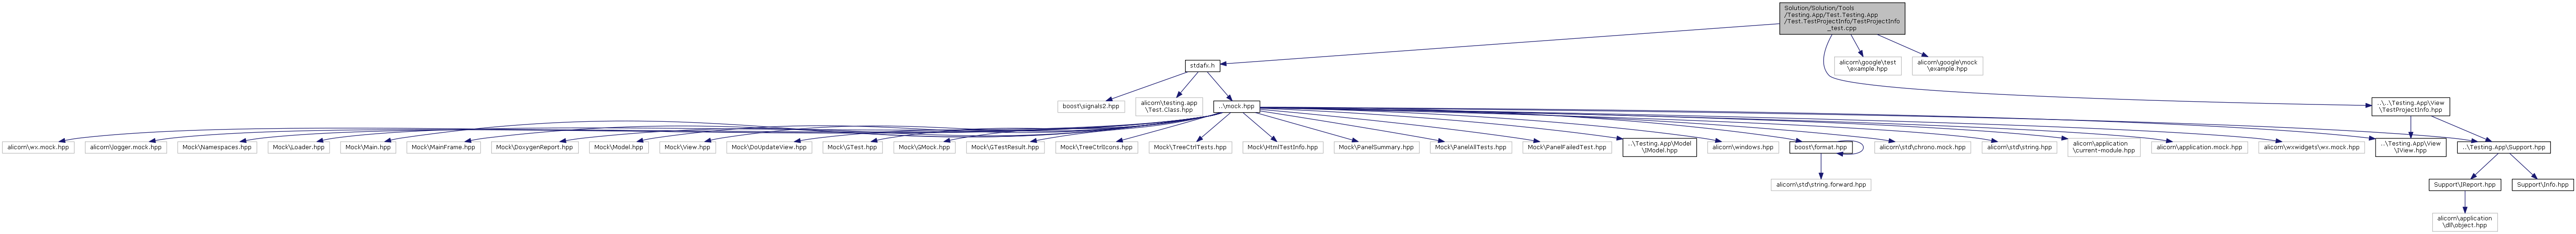 Solution/Solution/Tools
/Testing.App/Test.Testing.App
/Test.TestProjectInfo/TestProjectInfo
_test.cpp
stdafx.h
alicorn\google\test
\example.hpp
alicorn\google\mock
\example.hpp
boost\signals2.hpp
alicorn\testing.app
\Test.Class.hpp
..\mock.hpp
..\..\Testing.App\View
\TestProjectInfo.hpp
alicorn\wx.mock.hpp
alicorn\logger.mock.hpp
Mock\Namespaces.hpp
Mock\Loader.hpp
Mock\Main.hpp
Mock\MainFrame.hpp
Mock\DoxygenReport.hpp
Mock\Model.hpp
Mock\View.hpp
Mock\DoUpdateView.hpp
Mock\GTest.hpp
Mock\GMock.hpp
Mock\GTestResult.hpp
Mock\TreeCtrlIcons.hpp
Mock\TreeCtrlTests.hpp
Mock\HtmlTestInfo.hpp
Mock\PanelSummary.hpp
Mock\PanelAllTests.hpp
Mock\PanelFailedTest.hpp
..\Testing.App\Model
\IModel.hpp
alicorn\windows.hpp
boost\format.hpp
alicorn\std\chrono.mock.hpp
alicorn\std\string.hpp
alicorn\application
\current-module.hpp
alicorn\application.mock.hpp
alicorn\wxwidgets\wx.mock.hpp
..\Testing.App\View
\IView.hpp
..\Testing.App\Support.hpp
alicorn\std\string.forward.hpp
Support\IReport.hpp
Support\Info.hpp
alicorn\application
\dll\object.hpp